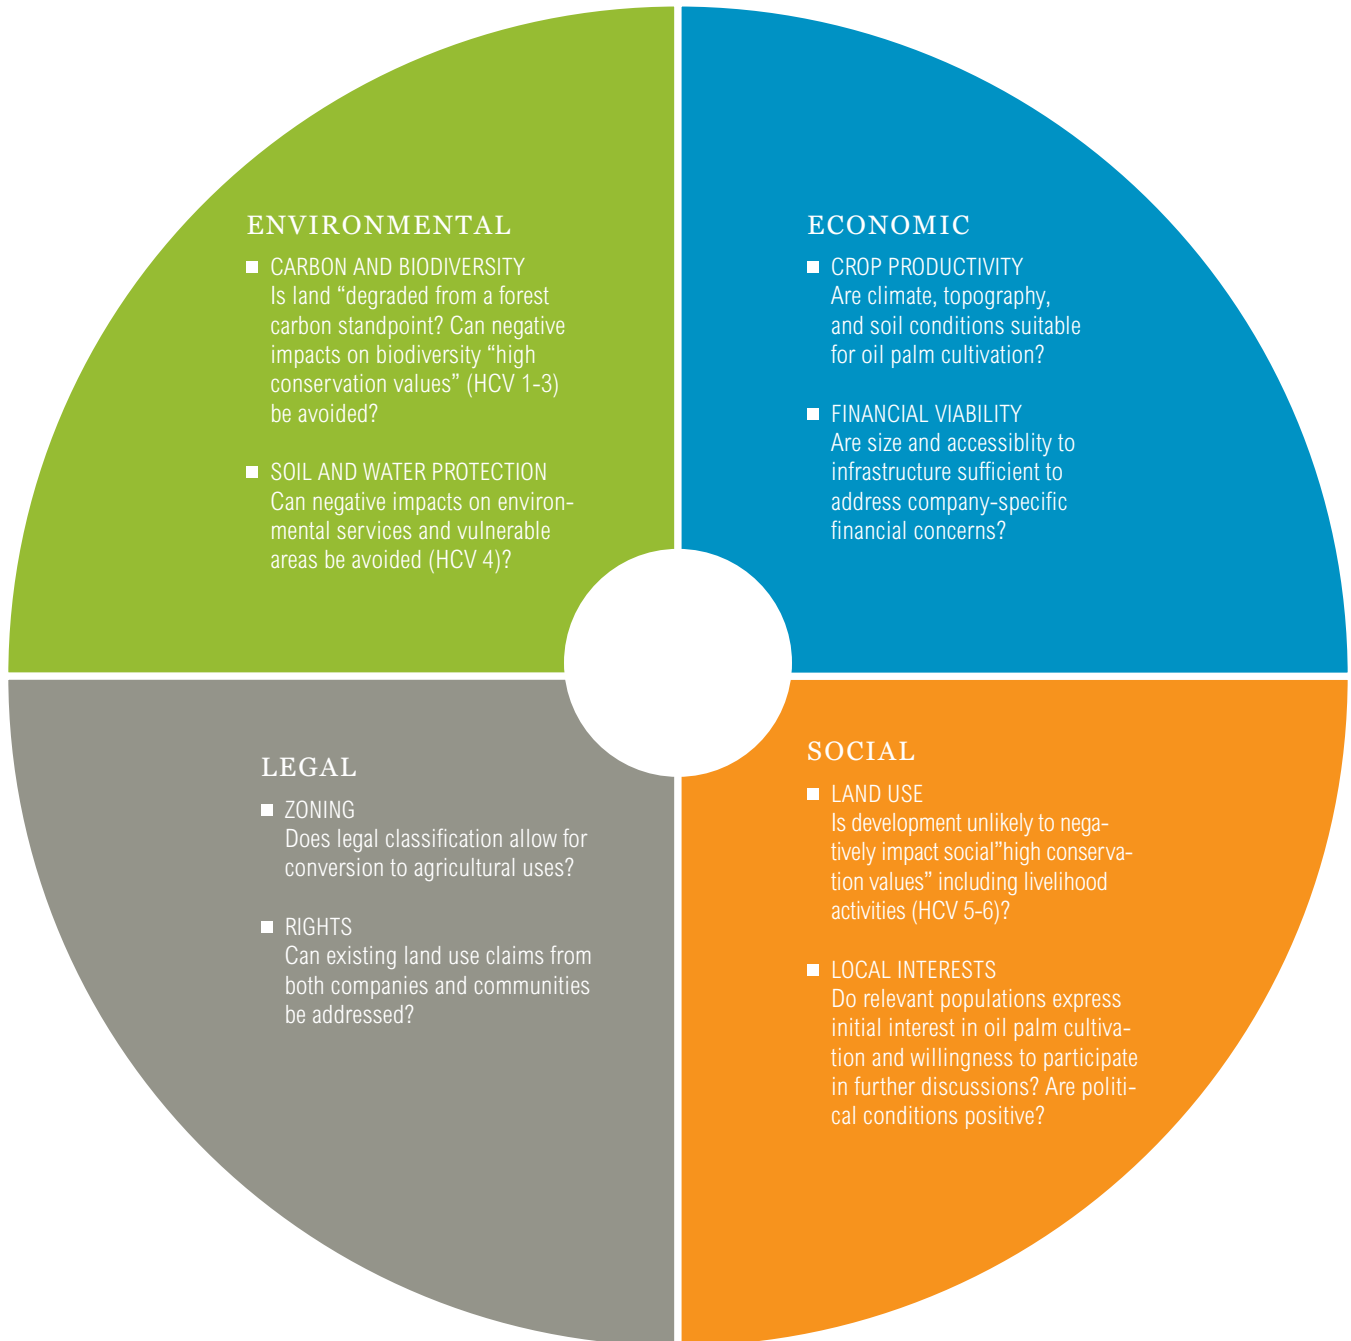 ENVIRONMENTAL
CARBON AND BIODIVERSITY
Is land “degraded from a forest
carbon standpoint? Can negative
impacts on biodiversity “high
conservation values” (HCV 1-3)
be avoided?
SOIL AND WATER PROTECTION
Can negative impacts on environ-
mental services and vulnerable
areas be avoided (HCV 4)?
ECONOMIC
CROP PRODUCTIVITY
Are climate, topography,
and soil conditions suitable
for oil palm cultivation?
FINANCIAL VIABILITY
Are size and accessiblity to
infrastructure sufficient to
address company-specific
financial concerns?
LEGAL
ZONING
Does legal classification allow for
conversion to agricultural uses?
RIGHTS
Can existing land use claims from
both companies and communities
be addressed?
SOCIAL
LAND USE
Is development unlikely to nega-
tively impact social”high conserva-
tion values” including livelihood
activities (HCV 5-6)?
LOCAL INTERESTS
Do relevant populations express
initial interest in oil palm cultiva-
tion and willingness to participate
in further discussions? Are politi-
cal conditions positive?